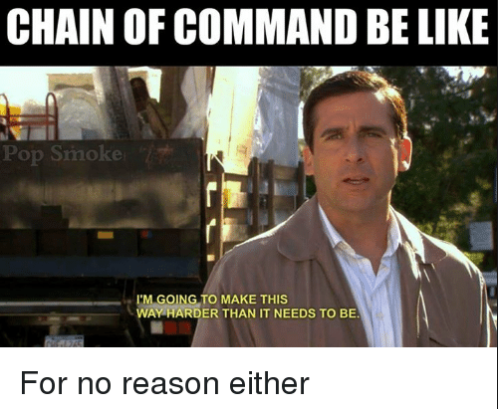 CHAIN OF COMMAND BE LIKE
Pop Smoke
I'M GOING TO MAKE THIS
WAY HARDER THAN IT NEEDS TO BE.
For no reason either